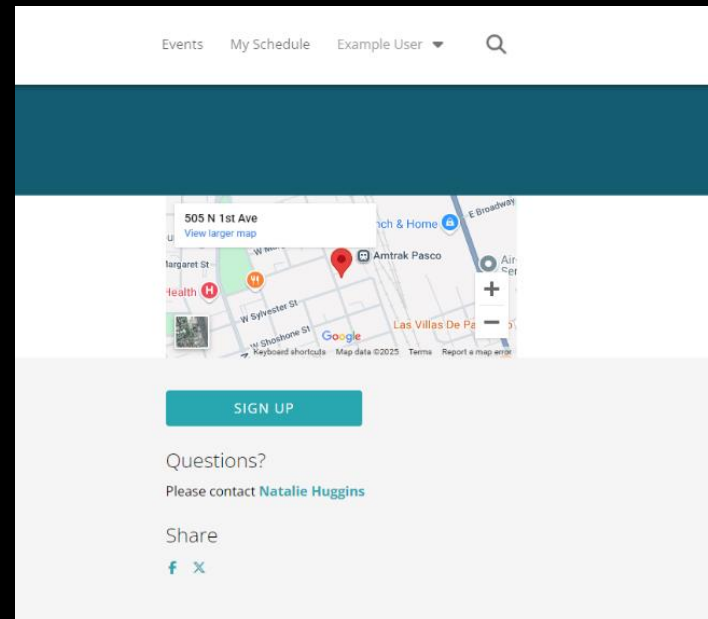 Events My Schedule Example User
505 N 1st Ave
View larger map
E Broadway
& Home
Amtrak Pasco
Margaret St
Health
W Sylvester St
W Shoshone St
Las Villas De
Google
Keyboard shortcuts Map data ©2025 Terms Report a map error
SIGN UP
Questions?
Please contact Natalie Huggins
Share